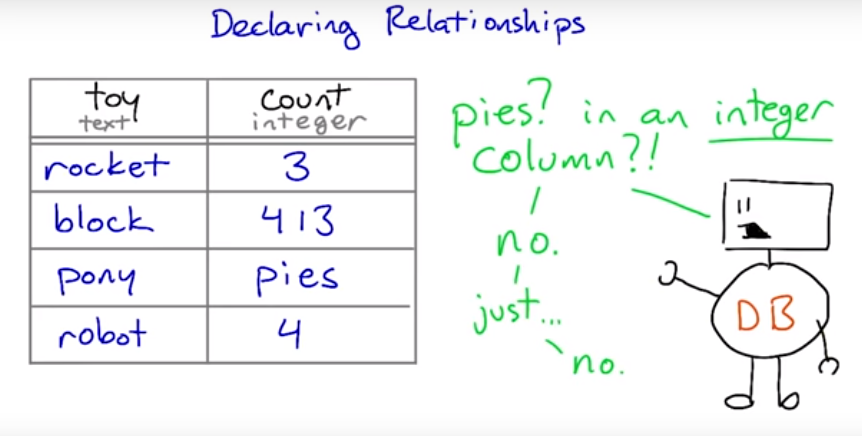 Declaring Relationships
toy count
text integer
rocket 3
block 413
pony pies
robot 4
pies? in an integer
column?!
no.
just...
no.
DB